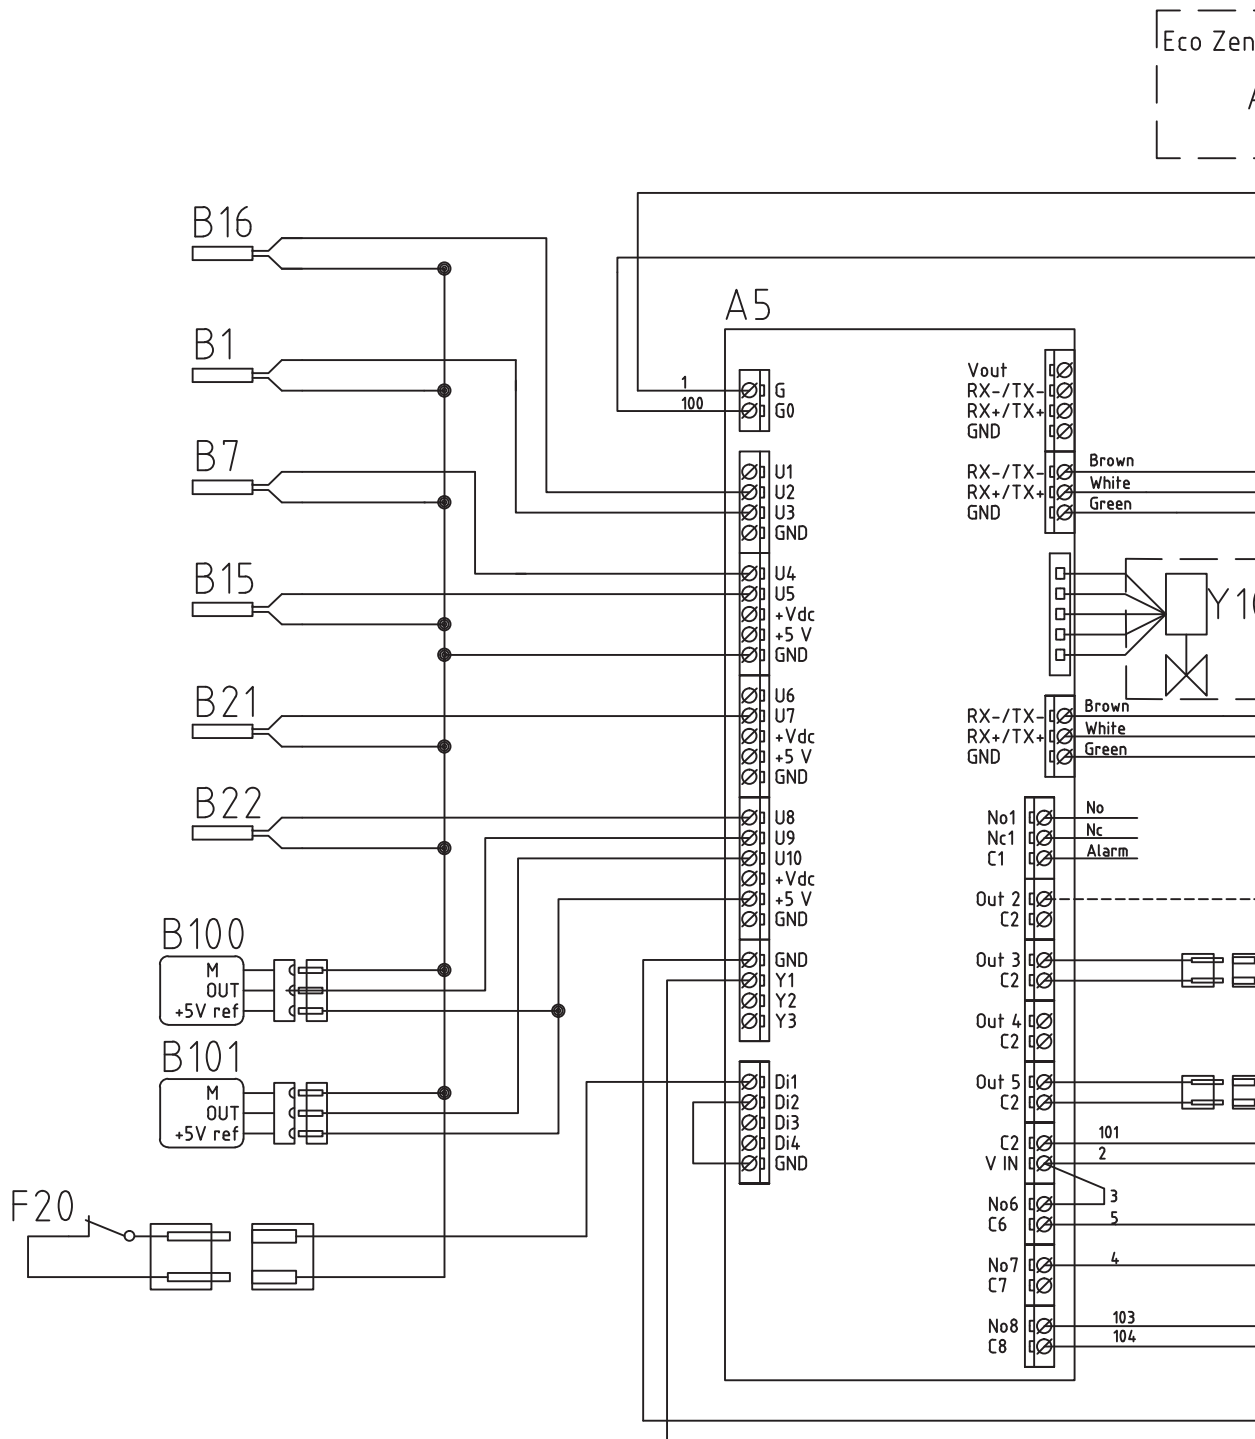 Eco Zen
A
B16
B1
B7
B15
B21
B22
B100
M
OUT
+5V ref
B101
M
OUT
+5V ref
F20
A5
1
100
G
G0
U1
U2
U3
GND
U4
U5
+Vdc
+5 V
GND
U6
U7
+Vdc
+5 V
GND
U8
U9
U10
+Vdc
+5 V
GND
GND
Y1
Y2
Y3
Di1
Di2
Di3
Di4
GND
Vout
RX-/TX-
RX+/TX+
GND
RX-/TX- Brown
RX+/TX+ White
GND Green
Y10
RX-/TX- Brown
RX+/TX+ White
GND Green
No1 No
Nc1 Nc
C1 Alarm
Out 2
C2
Out 3
C2
Out 4
C2
Out 5
C2
C2 101
V IN 2
No6 3
C6 5
No7 4
C7
No8 103
C8 104